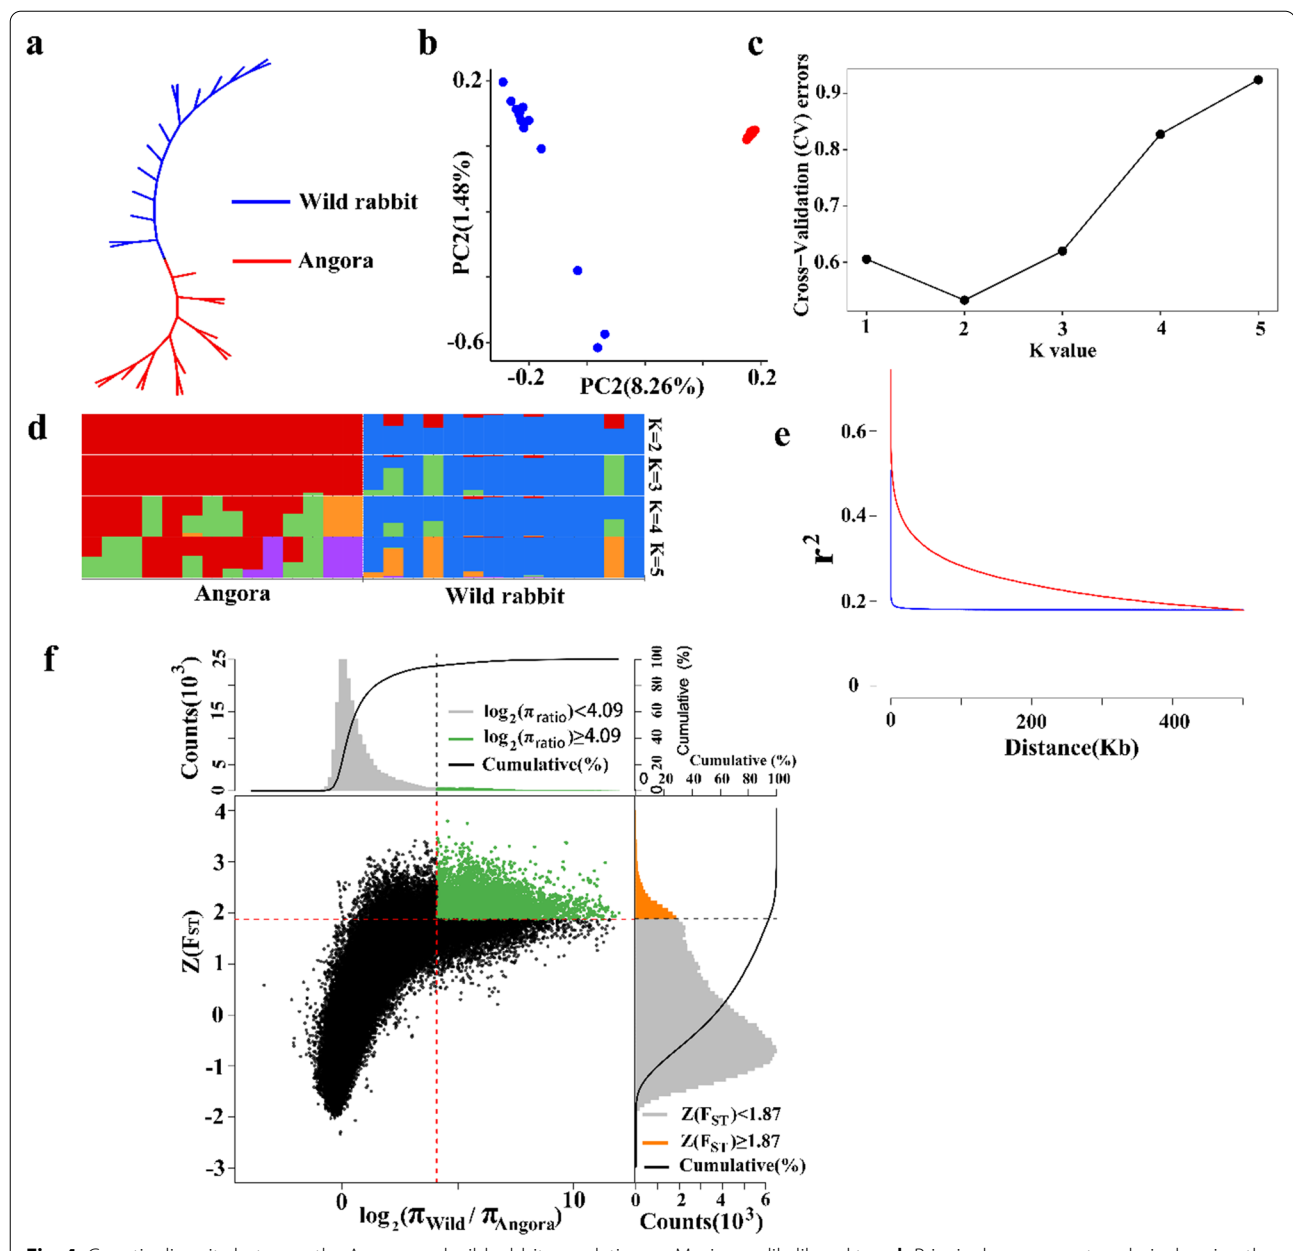 a
b
c
Wild rabbit
Angora
0.2
-0.6
PC2(1.48%)
-0.2
0.2
PC2(8.26%)
Cross-Validation (CV) errors
0.9
0.8
0.7
0.6
1
2
3
4
5
K value
d
K=2
K=3
K=4
K=5
Angora
Wild rabbit
e
r²
0.6
0.4
0.2
0
0
200
400
Distance(Kb)
f
Counts(10³)
25
15
5
0
log₂(πratio)<4.09
log₂(πratio)≥4.09
Cumulative(%)
100
80
60
40
20
0
Cumulative (%)
Cumulative (%)
0 20 40 60 80 100
Z(FST)
4
3
2
1
0
-1
-2
-3
0
10
log₂(πWild/πAngora)
Z(FST)<1.87
Z(FST)≥1.87
Cumulative(%)
0 2 4 6
Counts(10³)